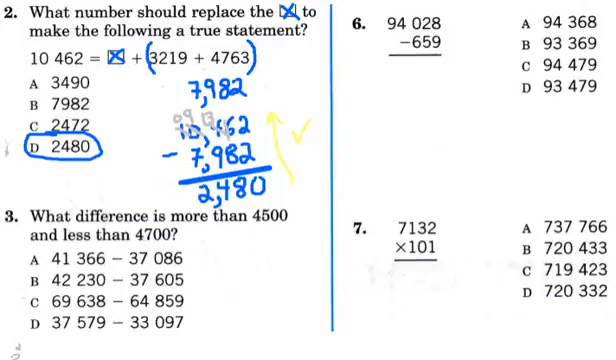 2. What number should replace the ☒ to
make the following a true statement?
10 462 = ☒ + (3219 + 4763)
A 3490
B 7982
C 2472
D 2480
7,982
10,462
- 7,982
2,480
3. What difference is more than 4500
and less than 4700?
A 41 366 − 37 086
B 42 230 − 37 605
C 69 638 − 64 859
D 37 579 − 33 097
6. 94 028
−659
A 94 368
B 93 369
C 94 479
D 93 479
7. 7132
×101
A 737 766
B 720 433
C 719 423
D 720 332